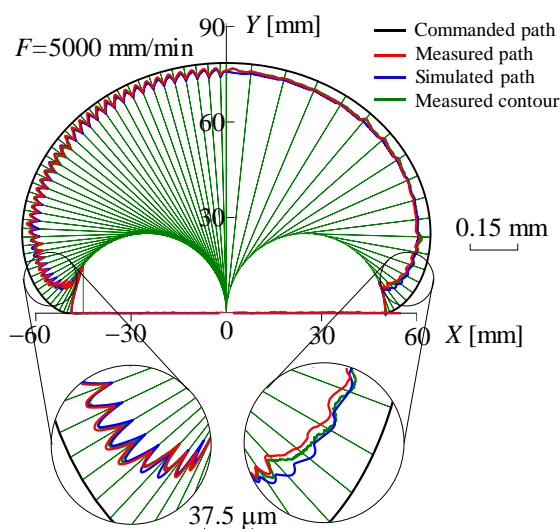 90
Y [mm]
F=5000 mm/min
Commanded path
Measured path
Simulated path
Measured contour
60
30
0.15 mm
−60
−30
0
30
60
X [mm]
37.5 μm